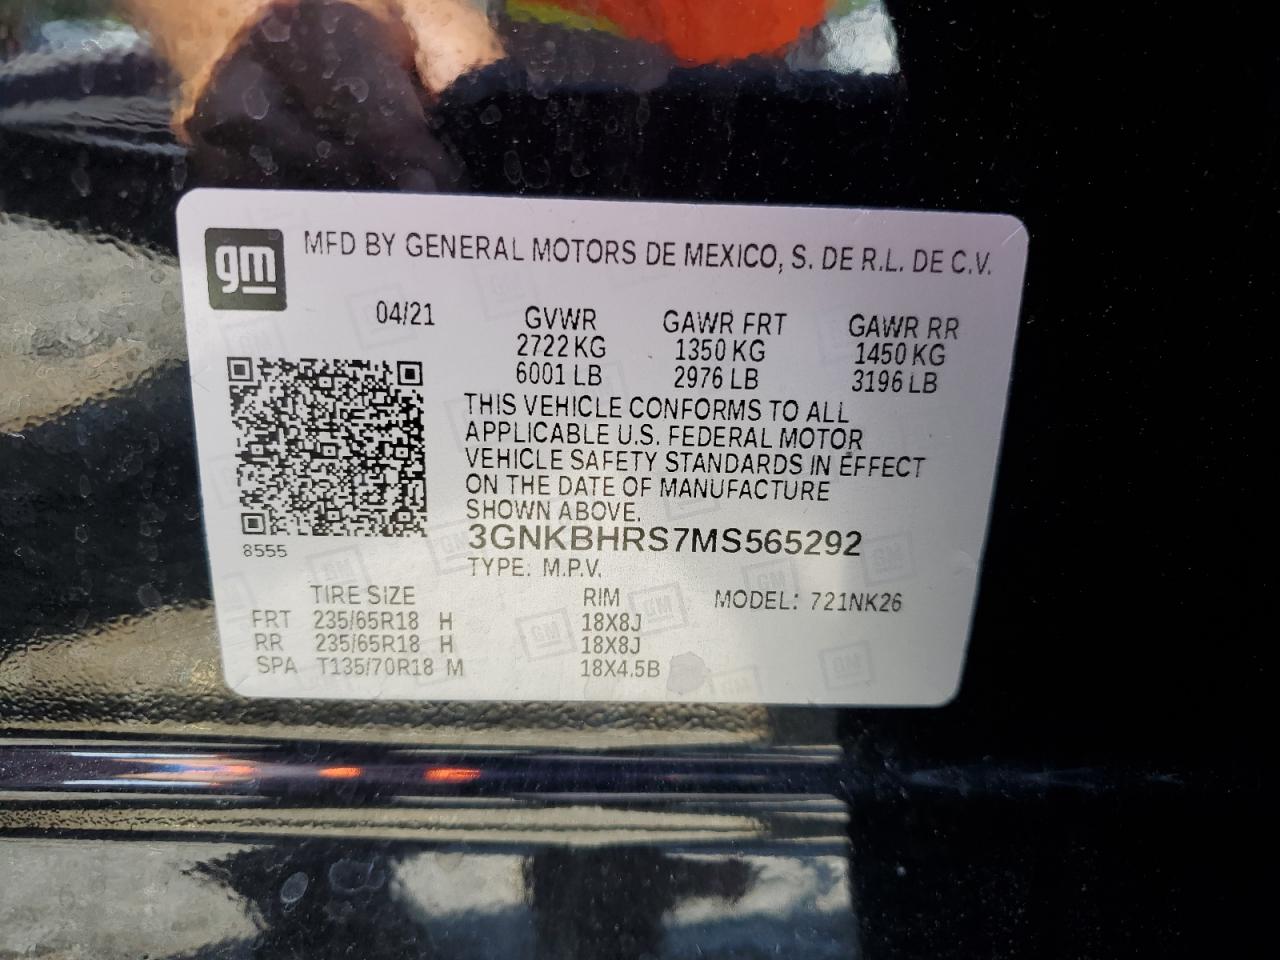 gm
MFD BY GENERAL MOTORS DE MEXICO, S. DE R.L. DE C.V.
04/21 GVWR GAWR FRT GAWR RR
2722 KG 1350 KG 1450 KG
6001 LB 2976 LB 3196 LB
THIS VEHICLE CONFORMS TO ALL
APPLICABLE U.S. FEDERAL MOTOR
VEHICLE SAFETY STANDARDS IN EFFECT
ON THE DATE OF MANUFACTURE
SHOWN ABOVE.
3GNKBHRS7MS565292
8555
TYPE: M.P.V.
TIRE SIZE RIM MODEL: 721NK26
FRT 235/65R18 H 18X8J
RR 235/65R18 H 18X8J
SPA T135/70R18 M 18X4.5B